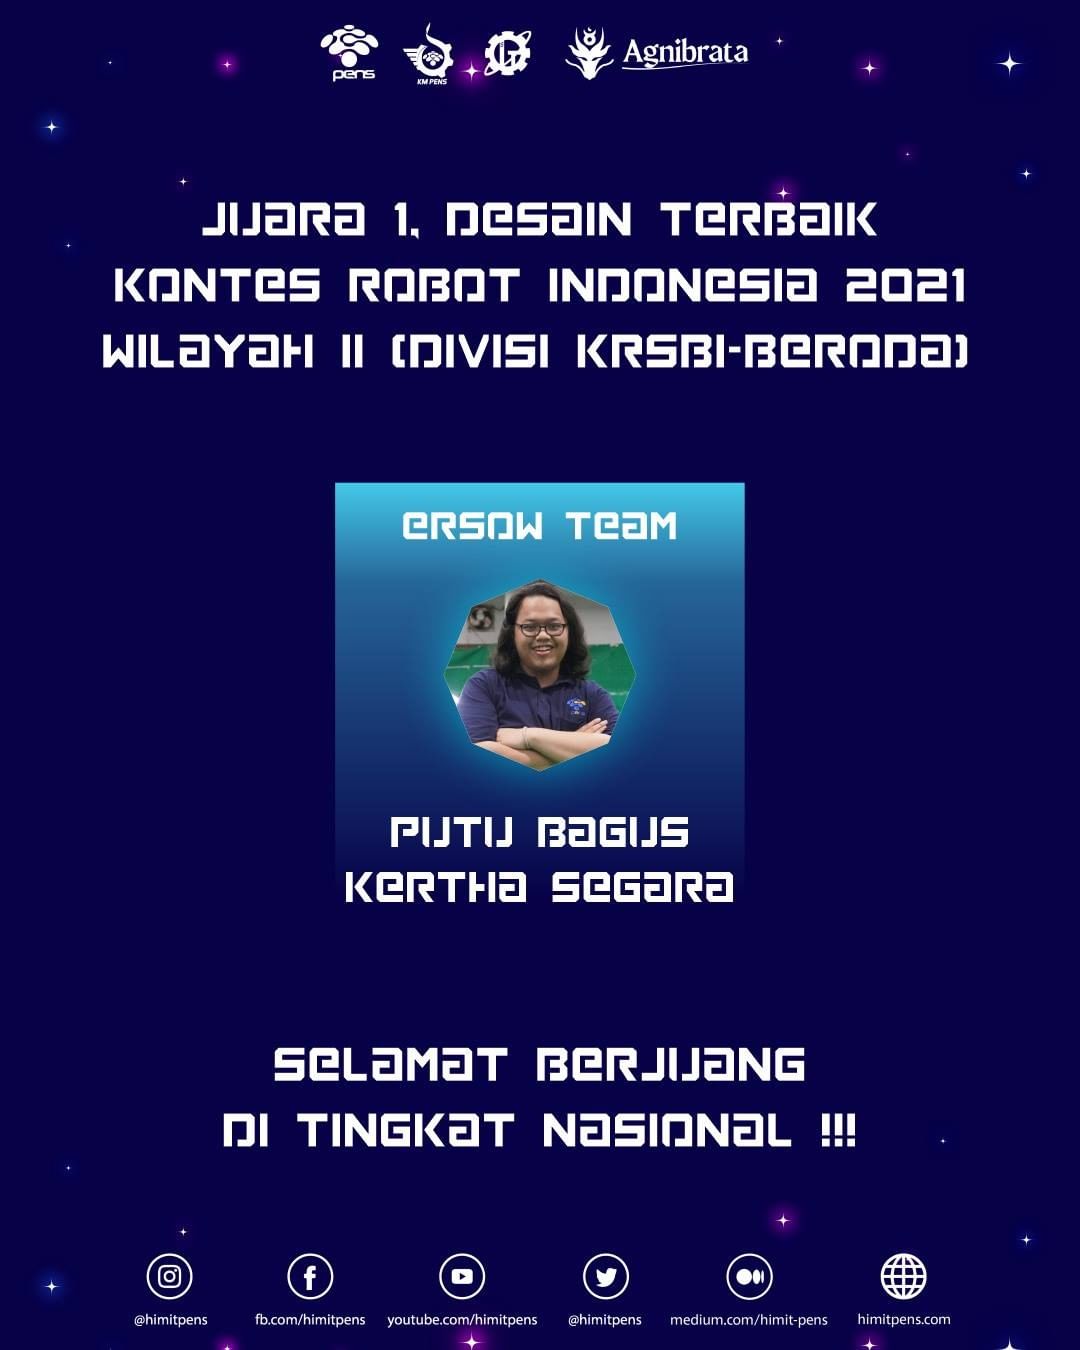 pens
KM PENS
Agnibrata
JUARA 1, DESAIN TERBAIK
KONTES ROBOT INDONESIA 2021
WILAYAH II (DIVISI KRSBI-BERODA)
ERSOW TEAM
PUTU BAGUS
KERTHA SEGARA
SELAMAT BERJUANG
DI TINGKAT NASIONAL !!!
@himitpens
fb.com/himitpens
youtube.com/himitpens
@himitpens
medium.com/himit-pens
himitpens.com